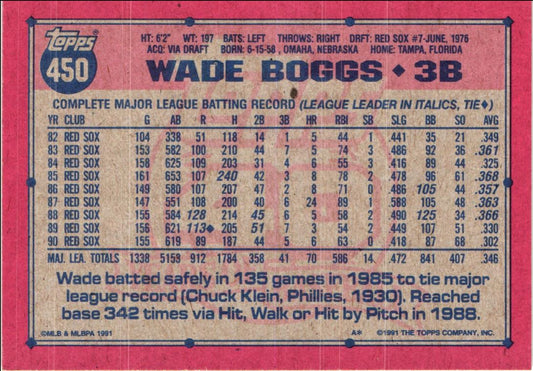 Topps
450
HT: 6'2" WT: 197 BATS: LEFT THROWS: RIGHT DRFT: RED SOX #7-JUNE, 1976
ACQ: VIA DRAFT BORN: 6-15-58, OMAHA, NEBRASKA HOME: TAMPA, FLORIDA
WADE BOGGS ♦ 3B
COMPLETE MAJOR LEAGUE BATTING RECORD (LEAGUE LEADER IN ITALICS, TIE♦)
YR CLUB G AB R H 2B 3B HR RBI SB SLG BB SO AVG
82 RED SOX 104 338 51 118 14 1 5 44 1 .441 35 21 .349
83 RED SOX 153 582 100 210 44 7 5 74 3 .486 92 36 .361
84 RED SOX 158 625 109 203 31 4 6 55 3 .416 89 44 .325
85 RED SOX 161 653 107 240 42 3 8 78 2 .478 96 61 .368
86 RED SOX 149 580 107 207 47 2 8 71 0 .486 105 44 .357
87 RED SOX 147 551 108 200 40 6 24 89 1 .588 105 48 .363
88 RED SOX 155 584 128 214 45 6 5 58 2 .490 125 34 .366
89 RED SOX 156 621 113♦ 205 51 7 3 54 2 .449 107 51 .330
90 RED SOX 155 619 89 187 44 5 6 63 0 .418 87 68 .302
MAJ. LEA. TOTALS 1338 5153 912 1784 358 41 70 586 14 .472 841 407 .346
Wade batted safely in 135 games in 1985 to tie major
league record (Chuck Klein, Phillies, 1930). Reached
base 342 times via Hit, Walk or Hit by Pitch in 1988.
©MLB & MLBPA 1991 A* ©1991 THE TOPPS COMPANY, INC.